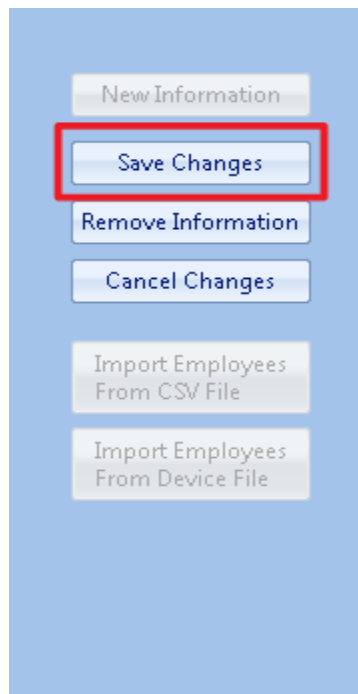 New Information
Save Changes
Remove Information
Cancel Changes
Import Employees
From CSV File
Import Employees
From Device File